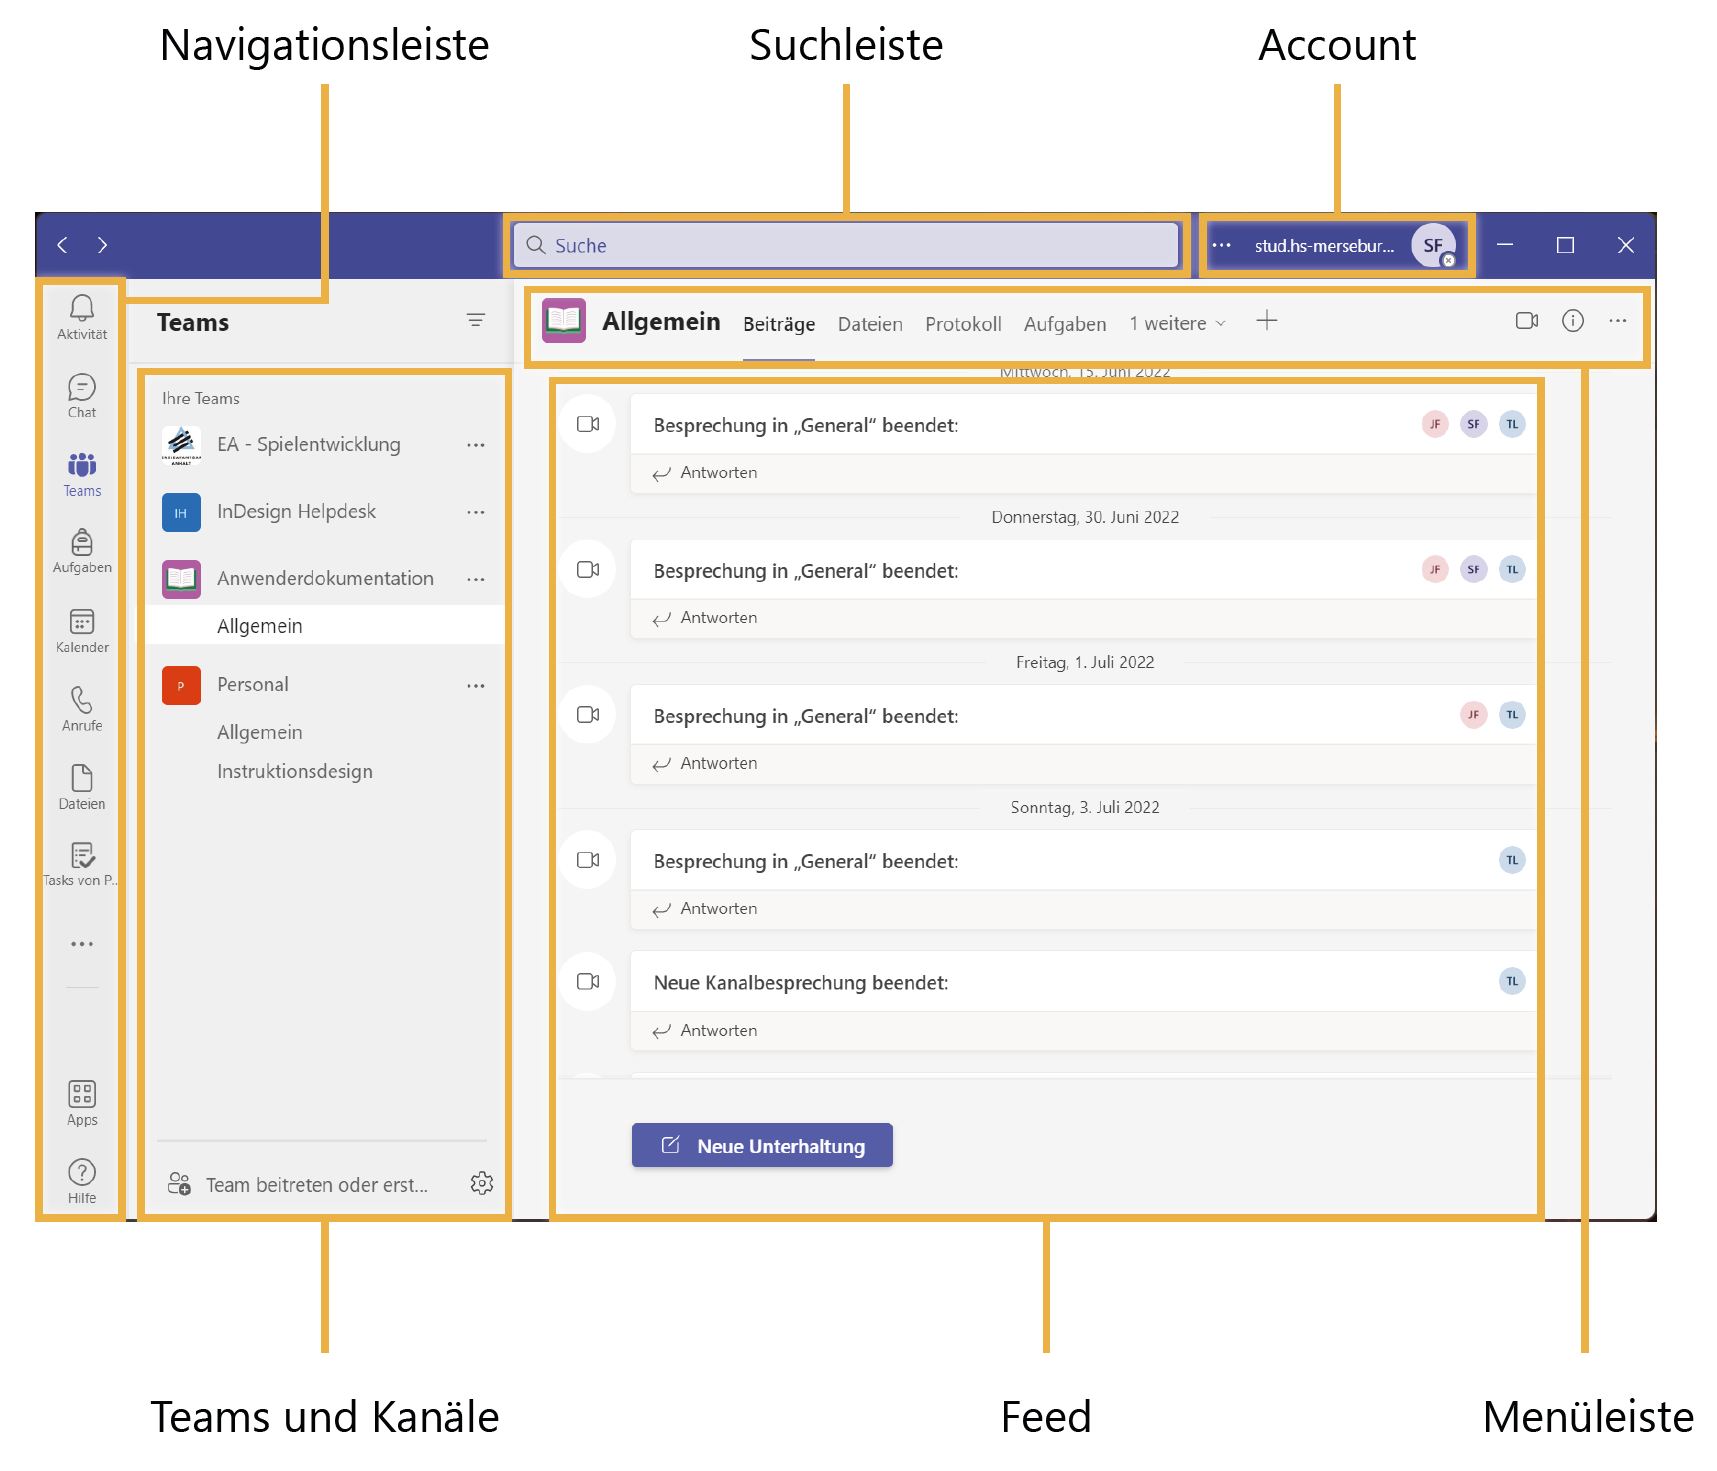 Navigationsleiste
Suchleiste
Account
Suche
stud.hs-mersebur...
SF
Aktivität
Chat
Teams
Aufgaben
Kalender
Anrufe
Dateien
Tasks von P..
Apps
Hilfe
Teams
Ihre Teams
EA - Spielentwicklung
ANHALT
IH
InDesign Helpdesk
Anwenderdokumentation
Allgemein
P
Personal
Allgemein
Instruktionsdesign
Team beitreten oder erst...
Allgemein
Beiträge
Dateien
Protokoll
Aufgaben
1 weitere
Mittwoch, 15. Juni 2022
Besprechung in „General“ beendet:
JF SF TL
Antworten
Donnerstag, 30. Juni 2022
Besprechung in „General“ beendet:
JF SF TL
Antworten
Freitag, 1. Juli 2022
Besprechung in „General“ beendet:
JF TL
Antworten
Sonntag, 3. Juli 2022
Besprechung in „General“ beendet:
TL
Antworten
Neue Kanalbesprechung beendet:
TL
Antworten
Neue Unterhaltung
Teams und Kanäle
Feed
Menüleiste